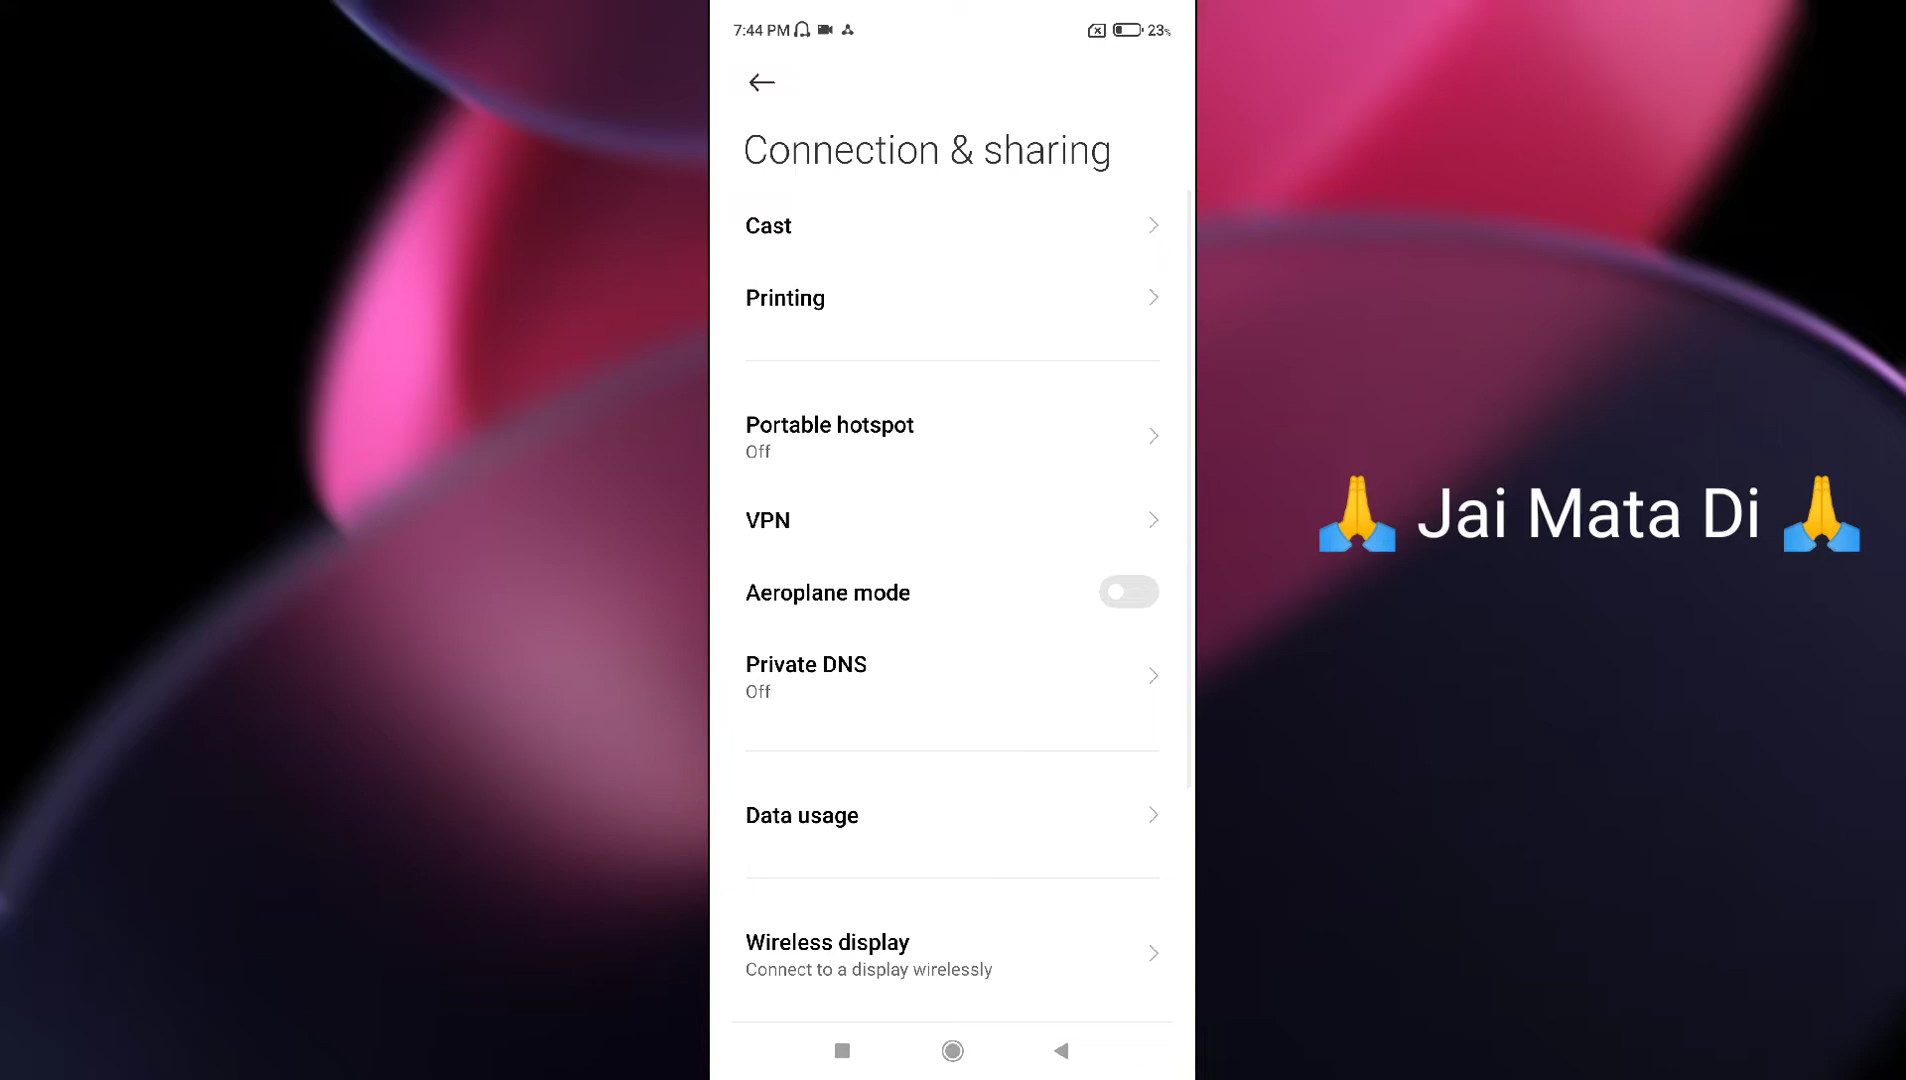 7:44 PM 23%
Connection & sharing
Cast
Printing
Portable hotspot
Off
VPN
Aeroplane mode
Private DNS
Off
Data usage
Wireless display
Connect to a display wirelessly
🙏 Jai Mata Di 🙏